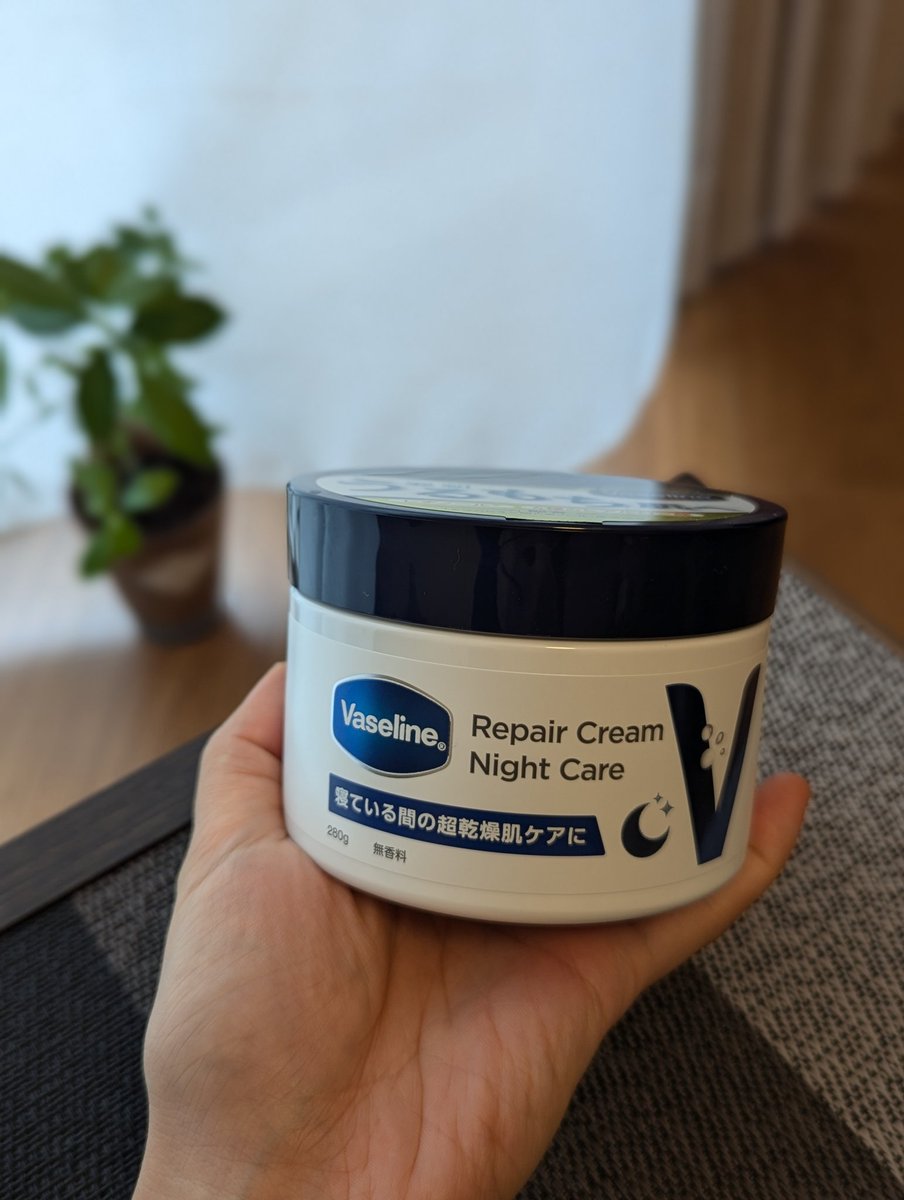 Vaseline®
Repair Cream
Night Care
寝ている間の超乾燥肌ケアに
280g 無香料